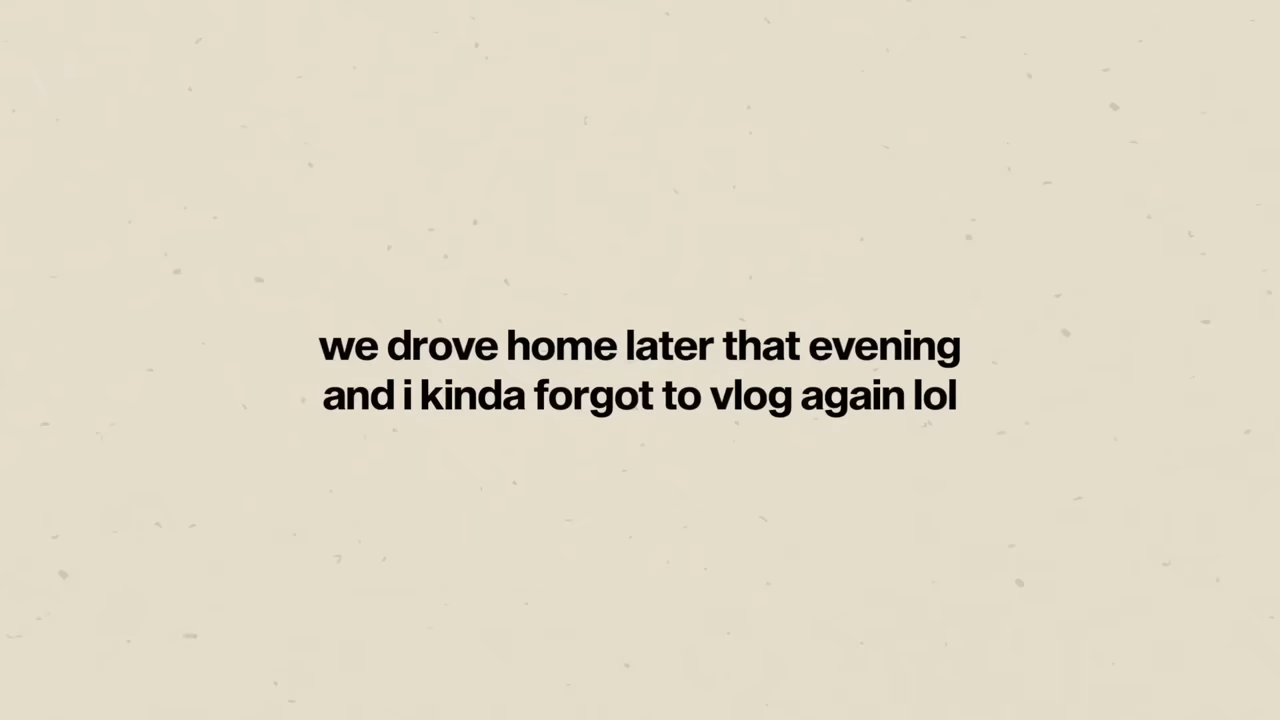 we drove home later that evening
and i kinda forgot to vlog again lol